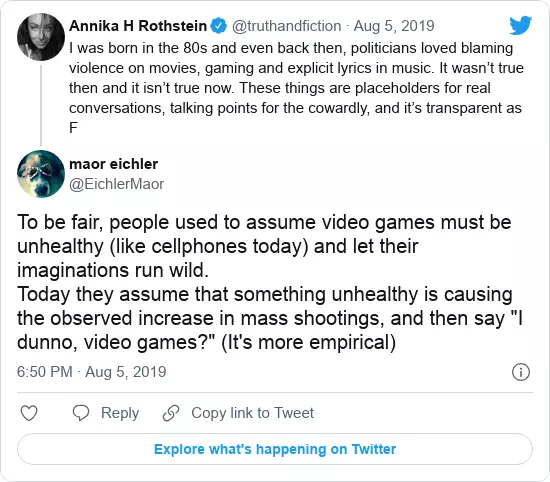 Annika H Rothstein @truthandfiction · Aug 5, 2019
I was born in the 80s and even back then, politicians loved blaming
violence on movies, gaming and explicit lyrics in music. It wasn’t true
then and it isn’t true now. These things are placeholders for real
conversations, talking points for the cowardly, and it’s transparent as
F
maor eichler
@EichlerMaor
To be fair, people used to assume video games must be
unhealthy (like cellphones today) and let their
imaginations run wild.
Today they assume that something unhealthy is causing
the observed increase in mass shootings, and then say "I
dunno, video games?" (It's more empirical)
6:50 PM · Aug 5, 2019
Reply Copy link to Tweet
Explore what's happening on Twitter